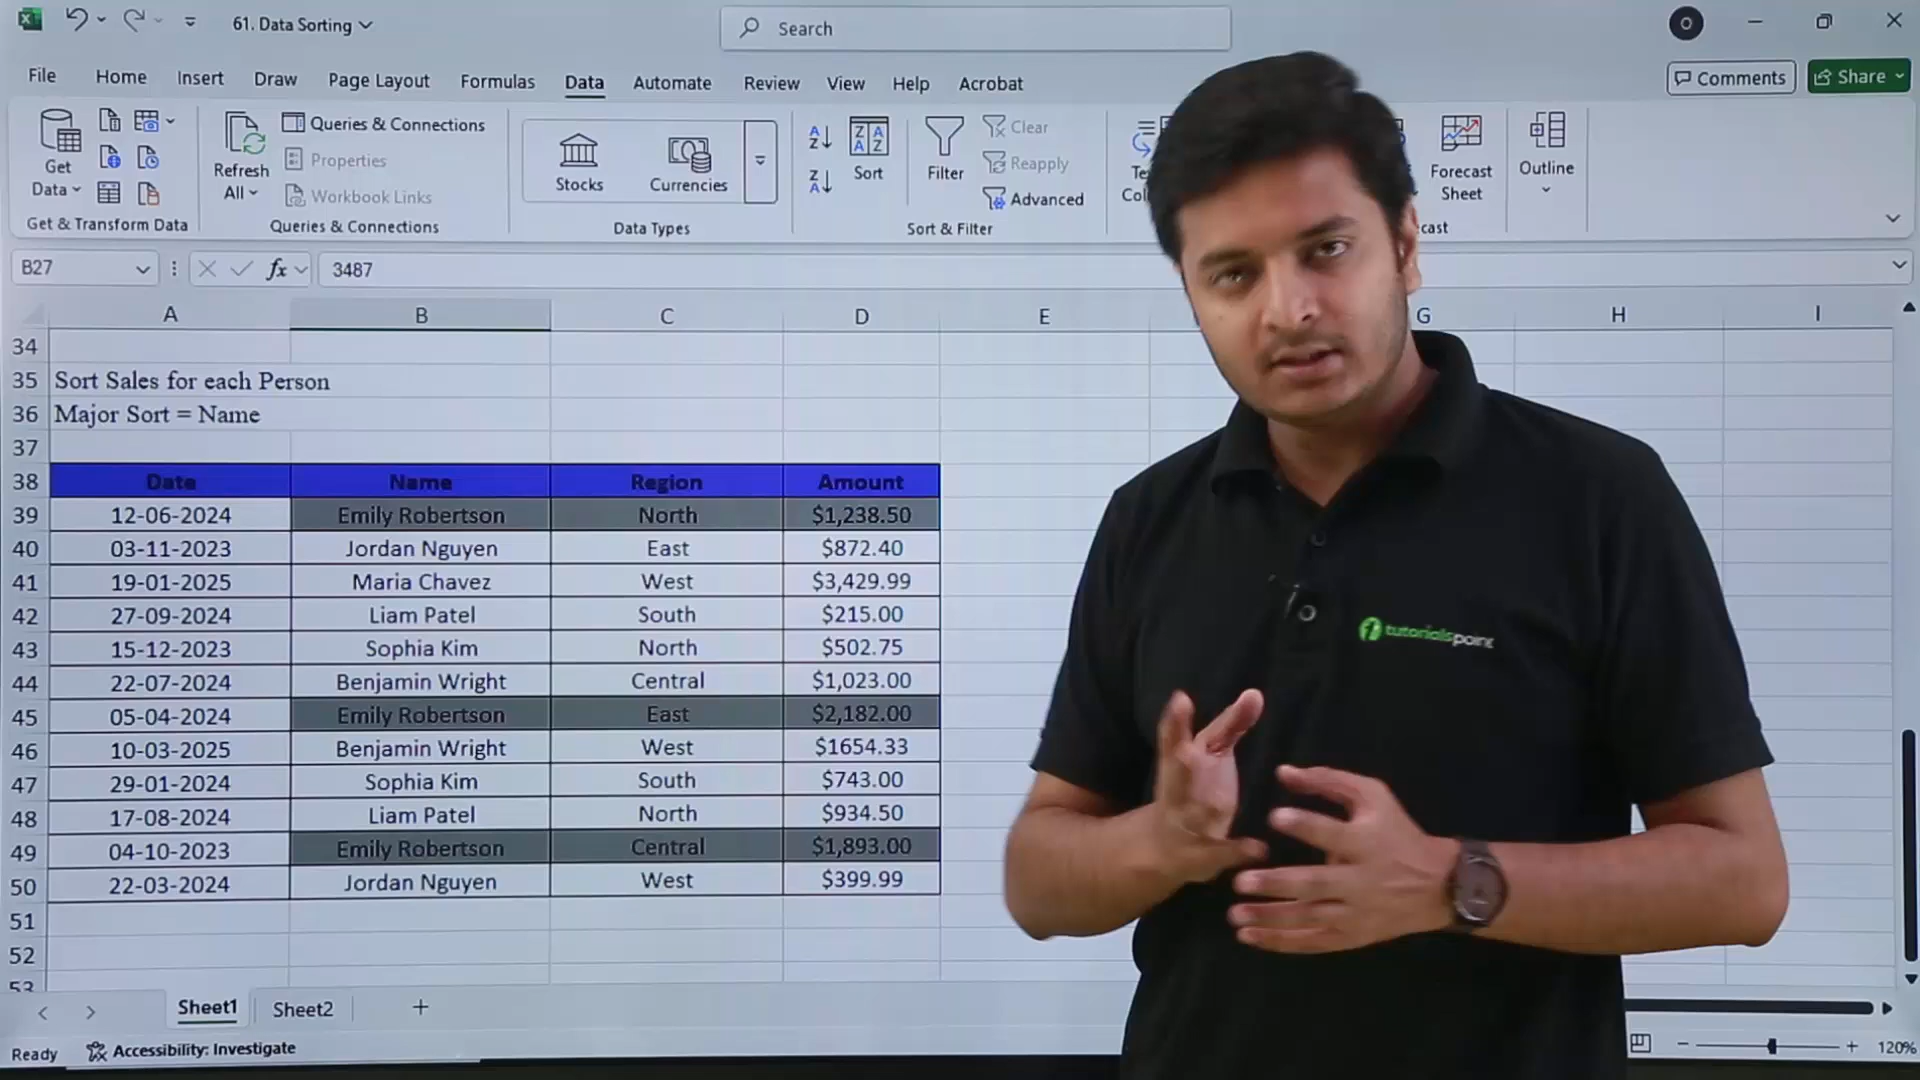 61. Data Sorting
Search
O
File Home Insert Draw Page Layout Formulas Data Automate Review View Help Acrobat
Comments Share
Get Data
Get & Transform Data
Refresh All
Queries & Connections
Properties
Workbook Links
Queries & Connections
Stocks Currencies
Data Types
Sort
Filter
Clear
Reapply
Advanced
Sort & Filter
Forecast Sheet
Outline
B27 fx 3487
A B C D E G H I
34
35 Sort Sales for each Person
36 Major Sort = Name
37
38 Date Name Region Amount
39 12-06-2024 Emily Robertson North $1,238.50
40 03-11-2023 Jordan Nguyen East $872.40
41 19-01-2025 Maria Chavez West $3,429.99
42 27-09-2024 Liam Patel South $215.00
43 15-12-2023 Sophia Kim North $502.75
44 22-07-2024 Benjamin Wright Central $1,023.00
45 05-04-2024 Emily Robertson East $2,182.00
46 10-03-2025 Benjamin Wright West $1654.33
47 29-01-2024 Sophia Kim South $743.00
48 17-08-2024 Liam Patel North $934.50
49 04-10-2023 Emily Robertson Central $1,893.00
50 22-03-2024 Jordan Nguyen West $399.99
51
52
53
tutorialspoint
Sheet1 Sheet2
Ready Accessibility: Investigate
120%